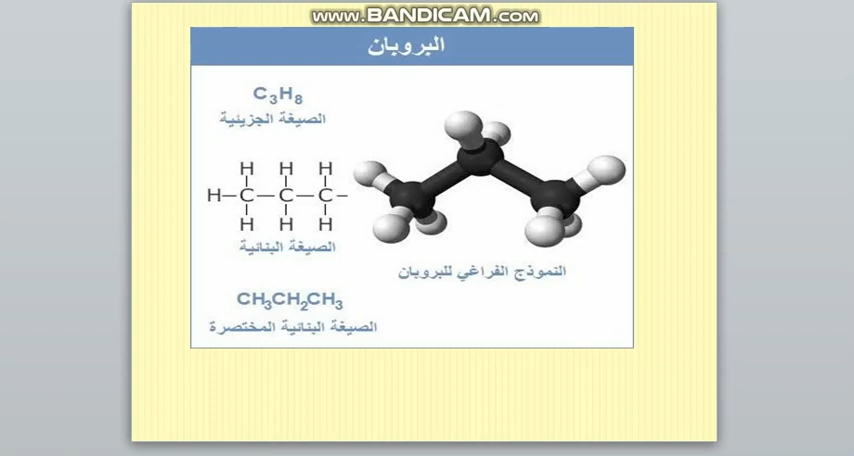 www.BANDICAM.com
البروبان
C₃H₈
الصيغة الجزيئية
H H H
H–C–C–C–
H H H
الصيغة البنائية
النموذج الفراغي للبروبان
CH₃CH₂CH₃
الصيغة البنائية المختصرة